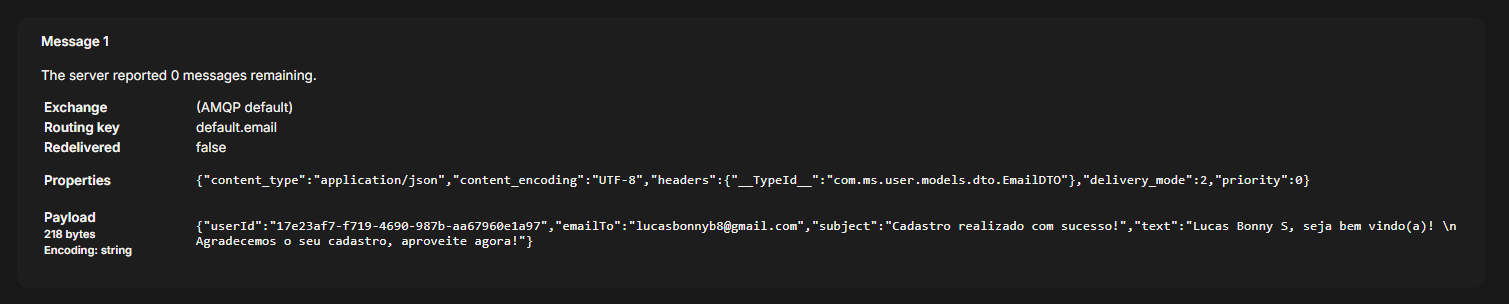 Message 1
The server reported 0 messages remaining.
Exchange (AMQP default)
Routing key default.email
Redelivered false
Properties {"content_type":"application/json","content_encoding":"UTF-8","headers":{"__TypeId__":"com.ms.user.models.dto.EmailDTO"},"delivery_mode":2,"priority":0}
Payload
218 bytes
Encoding: string
{"userId":"17e23af7-f719-4690-987b-aa67960e1a97","emailTo":"lucasbonnyb8@gmail.com","subject":"Cadastro realizado com sucesso!","text":"Lucas Bonny S, seja bem vindo(a)! \n
Agradecemos o seu cadastro, aproveite agora!"}